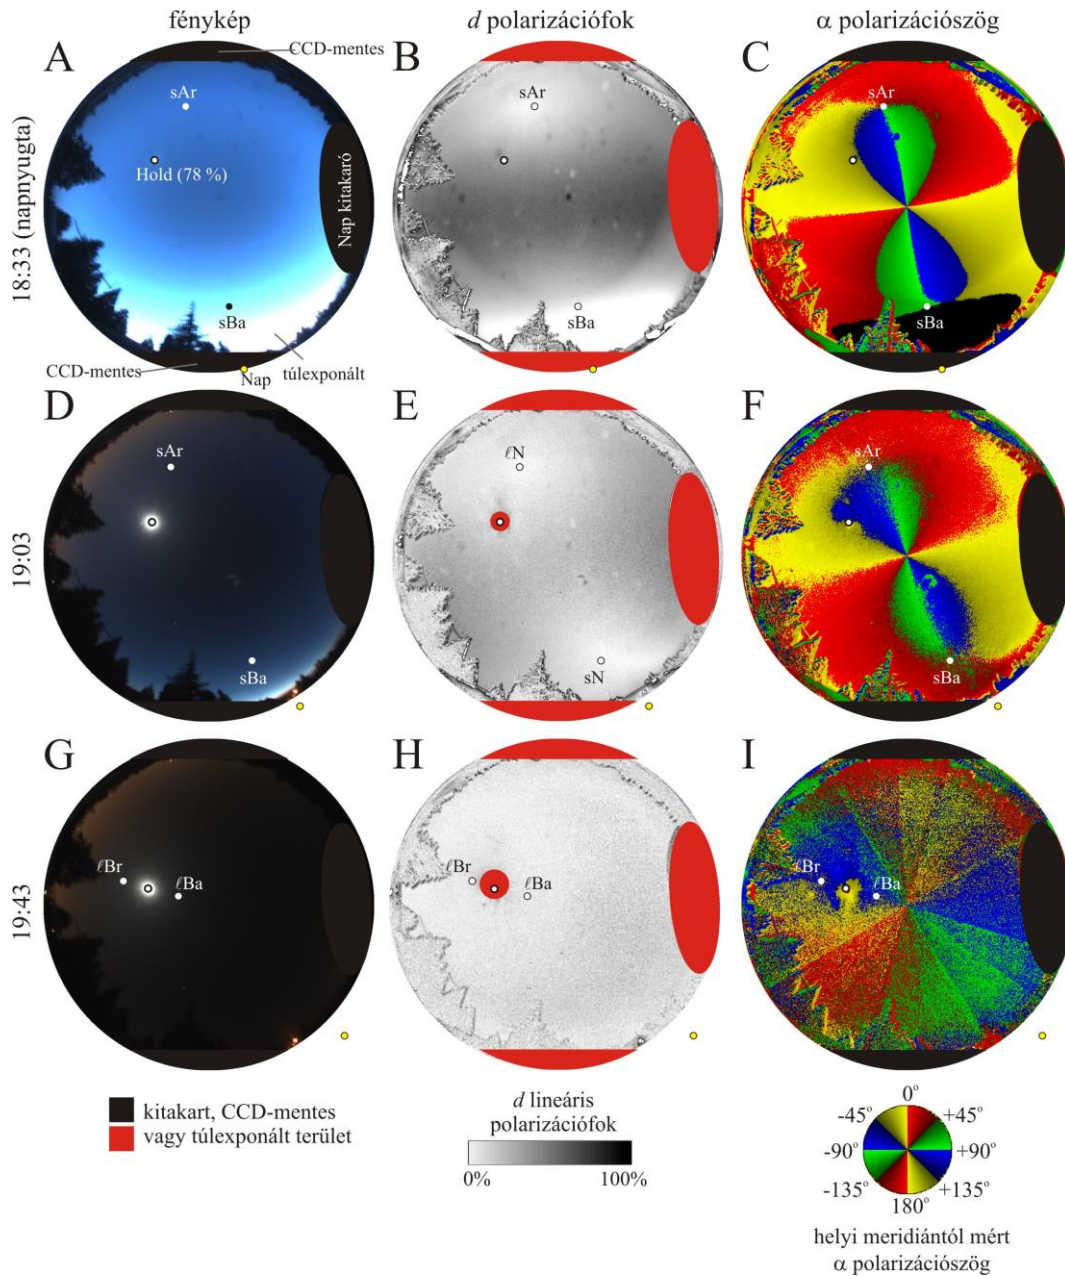 fénykép
d polarizációfok
α polarizációszög
18:33 (napnyugta)
A
CCD-mentes
sAr
Hold (78 %)
Nap kitakaró
sBa
CCD-mentes
Nap
túlexponált
B
sAr
sBa
C
sAr
sBa
19:03
D
sAr
sBa
E
ℓN
sN
F
sAr
sBa
19:43
G
ℓBr
ℓBa
H
ℓBr
ℓBa
I
ℓBr
ℓBa
kitakart, CCD-mentes
vagy túlexponált terület
d lineáris
polarizációfok
0% 100%
0°
-45° +45°
-90° +90°
-135° +135°
180°
helyi meridiántól mért
α polarizációszög